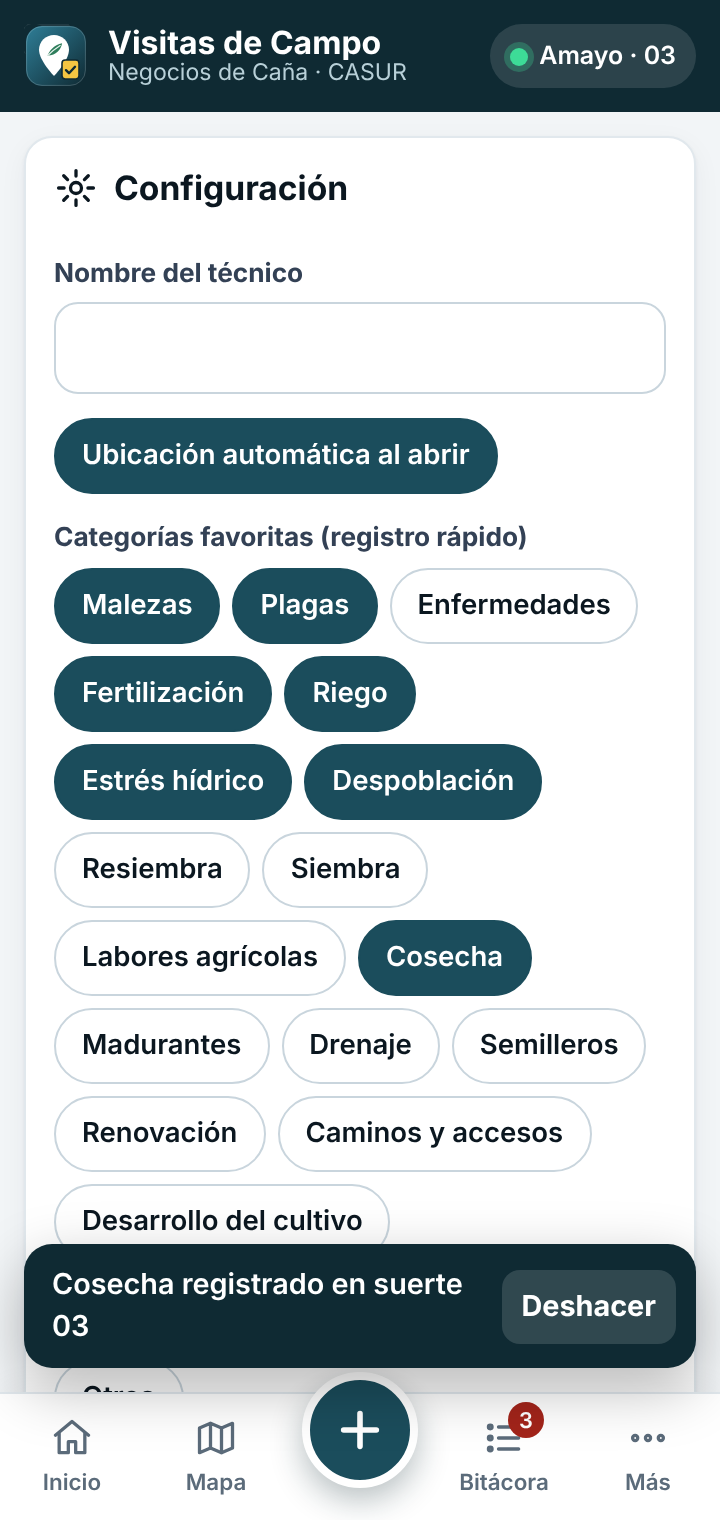 Visitas de Campo
Negocios de Caña · CASUR
Amayo · 03
Configuración
Nombre del técnico
Ubicación automática al abrir
Categorías favoritas (registro rápido)
Malezas
Plagas
Enfermedades
Fertilización
Riego
Estrés hídrico
Despoblación
Resiembra
Siembra
Labores agrícolas
Cosecha
Madurantes
Drenaje
Semilleros
Renovación
Caminos y accesos
Desarrollo del cultivo
Cosecha registrado en suerte
03
Deshacer
3
Inicio
Mapa
Bitácora
Más